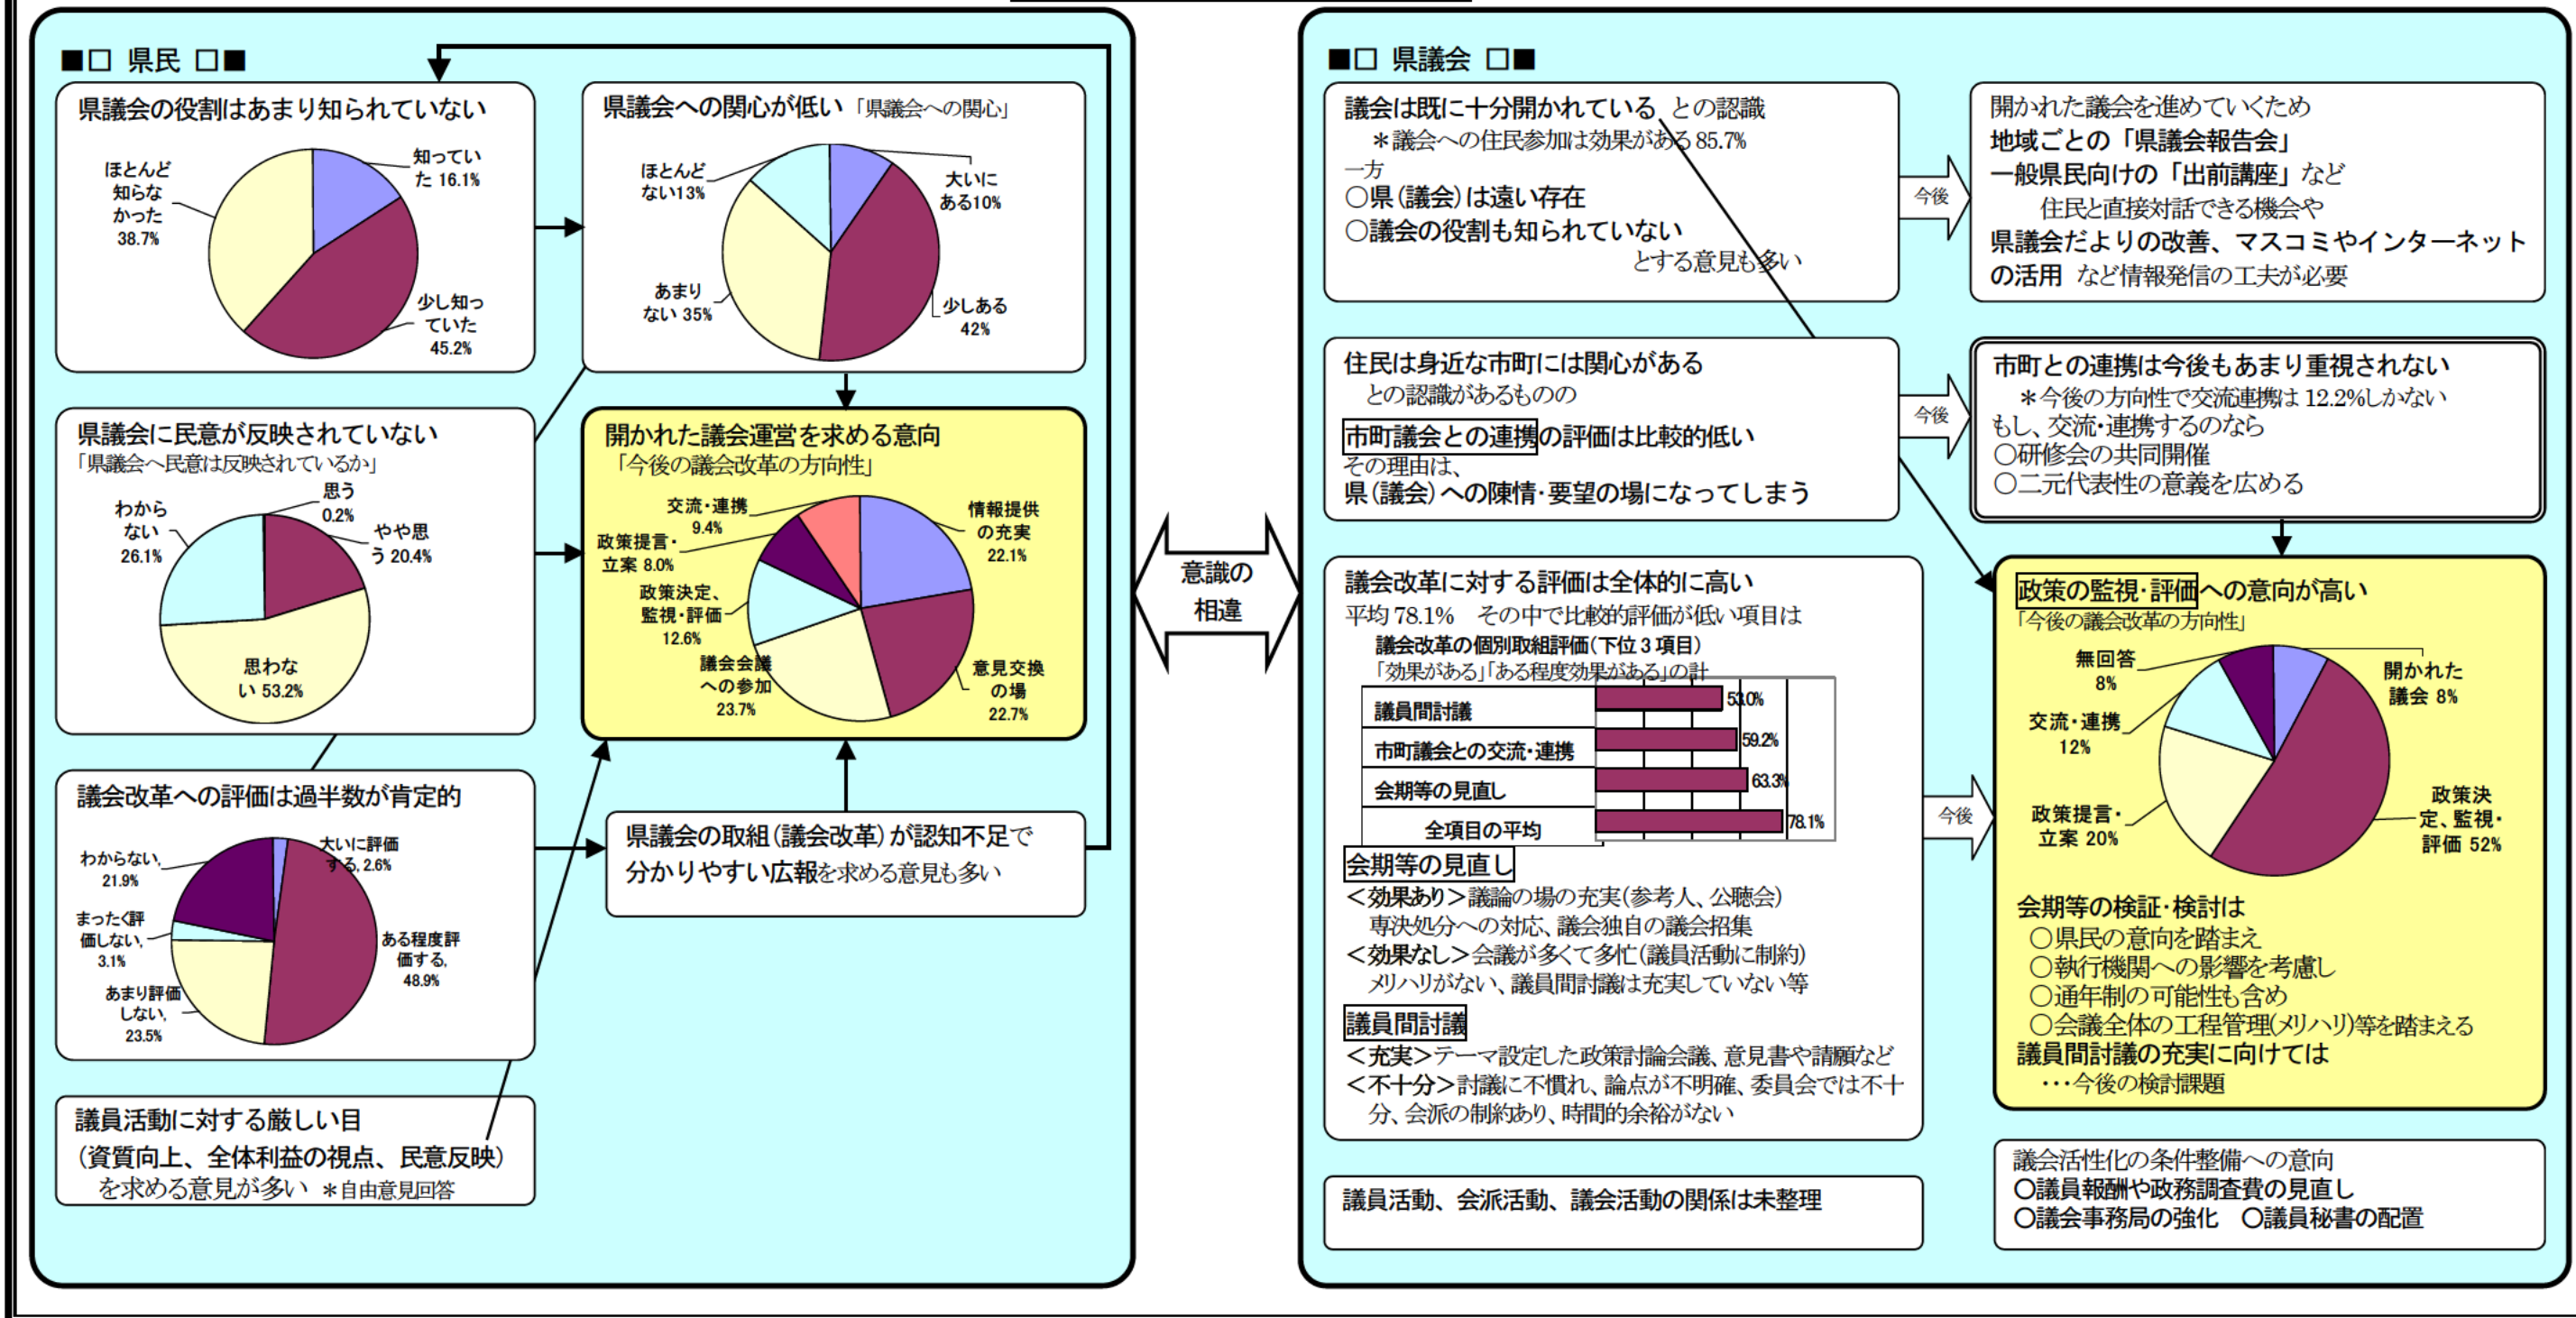 ■□ 県民 □■
県議会の役割はあまり知られていない
ほとんど
知らな
かった
38.7%
知ってい
た 16.1%
少し知っ
ていた
45.2%
県議会への関心が低い 「県議会への関心」
ほとんど
ない13%
大いに
ある10%
あまり
ない 35%
少しある
42%
県議会に民意が反映されていない
「県議会へ民意は反映されているか」
わから
ない
26.1%
思う
0.2%
やや思
う 20.4%
思わな
い 53.2%
開かれた議会運営を求める意向
「今後の議会改革の方向性」
交流・連携
9.4%
政策提言・
立案 8.0%
政策決定、
監視・評価
12.6%
議会会議
への参加
23.7%
情報提供
の充実
22.1%
意見交換
の場
22.7%
議会改革への評価は過半数が肯定的
わからない,
21.9%
まったく評
価しない,
3.1%
あまり評価
しない,
23.5%
大いに評価
する, 2.6%
ある程度評
価する,
48.9%
県議会の取組(議会改革)が認知不足で
分かりやすい広報を求める意見も多い
議員活動に対する厳しい目
(資質向上、全体利益の視点、民意反映)
を求める意見が多い ＊自由意見回答
意識の
相違
■□ 県議会 □■
議会は既に十分開かれている との認識
＊議会への住民参加は効果がある 85.7%
一方
○県(議会)は遠い存在
○議会の役割も知られていない
とする意見も多い
今後
開かれた議会を進めていくため
地域ごとの「県議会報告会」
一般県民向けの「出前講座」など
住民と直接対話できる機会や
県議会だよりの改善、マスコミやインターネット
の活用 など情報発信の工夫が必要
住民は身近な市町には関心がある
との認識があるものの
市町議会との連携の評価は比較的低い
その理由は、
県(議会)への陳情・要望の場になってしまう
今後
市町との連携は今後もあまり重視されない
＊今後の方向性で交流連携は 12.2%しかない
もし、交流・連携するのなら
○研修会の共同開催
○二元代表性の意義を広める
議会改革に対する評価は全体的に高い
平均 78.1% その中で比較的評価が低い項目は
議会改革の個別取組評価(下位 3 項目)
「効果がある」「ある程度効果がある」の計
議員間討議
53.0%
市町議会との交流・連携
59.2%
会期等の見直し
63.3%
全項目の平均
78.1%
会期等の見直し
＜効果あり＞議論の場の充実(参考人、公聴会)
専決処分への対応、議会独自の議会招集
＜効果なし＞会議が多くて多忙(議員活動に制約)
メリハリがない、議員間討議は充実していない等
議員間討議
＜充実＞テーマ設定した政策討論会議、意見書や請願など
＜不十分＞討議に不慣れ、論点が不明確、委員会では不十
分、会派の制約あり、時間的余裕がない
今後
政策の監視・評価への意向が高い
「今後の議会改革の方向性」
無回答
8%
開かれた
議会 8%
交流・連携
12%
政策提言・
立案 20%
政策決
定、監視・
評価 52%
会期等の検証・検討は
○県民の意向を踏まえ
○執行機関への影響を考慮し
○通年制の可能性も含め
○会議全体の工程管理(メリハリ)等を踏まえる
議員間討議の充実に向けては
・・・今後の検討課題
議員活動、会派活動、議会活動の関係は未整理
議会活性化の条件整備への意向
○議員報酬や政務調査費の見直し
○議会事務局の強化 ○議員秘書の配置